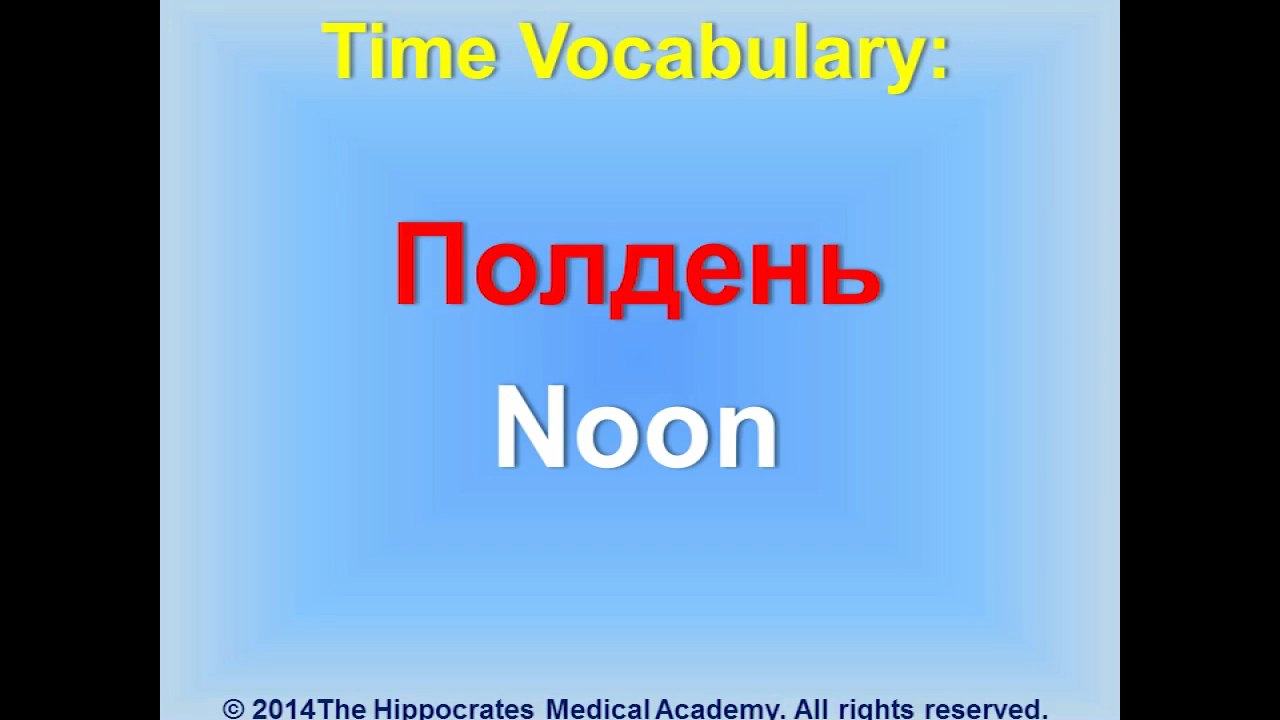 Time Vocabulary:
Полдень
Noon
© 2014The Hippocrates Medical Academy. All rights reserved.